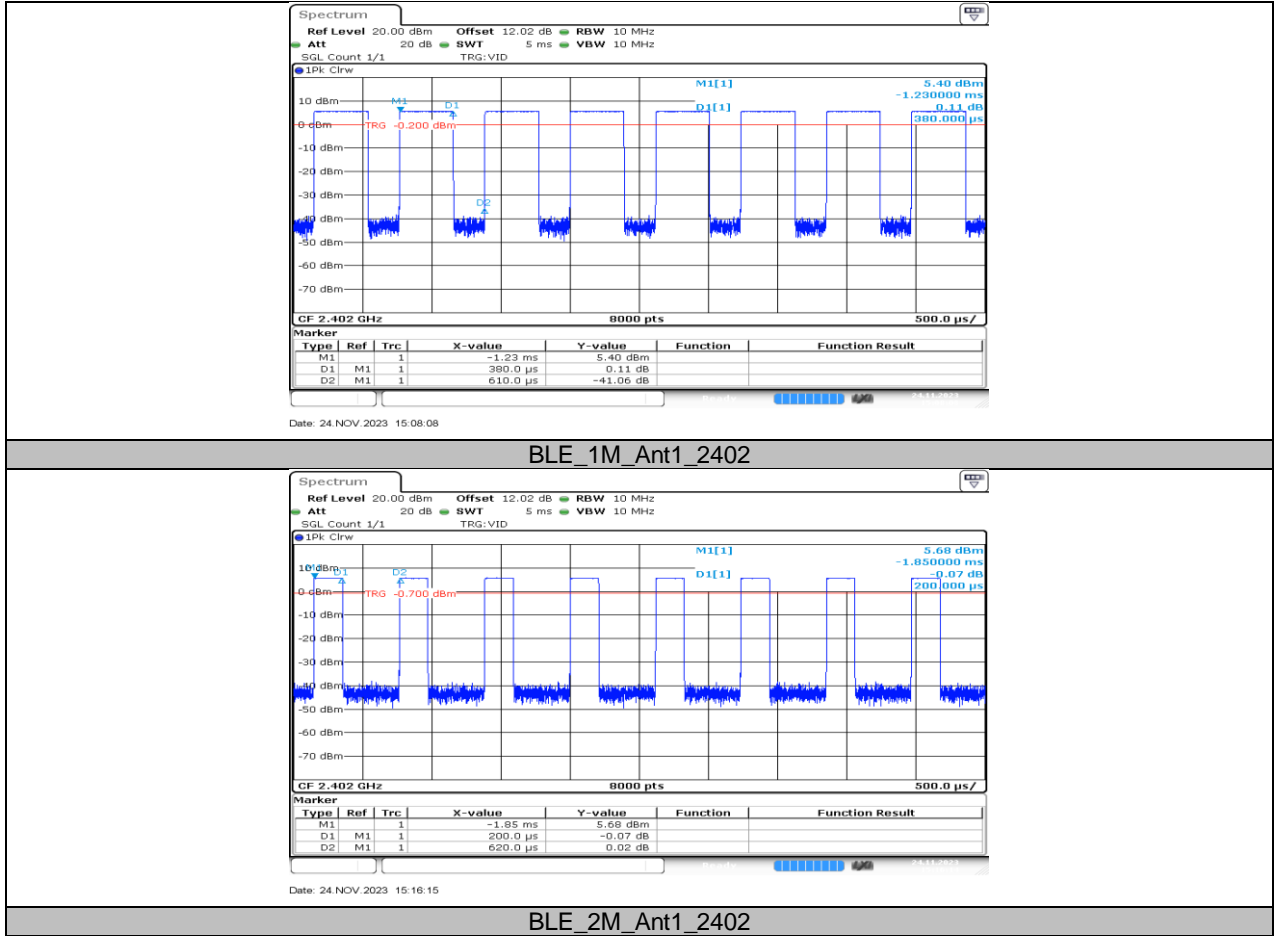 Spectrum
Ref Level 20.00 dBm Offset 12.02 dB RBW 10 MHz
Att 20 dB SWT 5 ms VBW 10 MHz
SGL Count 1/1 TRG:VID
1Pk Clrw
M1[1] 5.40 dBm
-1.230000 ms
10 dBm M1 D1 D1[1] 0.11 dB
380.000 µs
0 dBm TRG -0.200 dBm
-10 dBm
-20 dBm
-30 dBm
D2
-40 dBm
-50 dBm
-60 dBm
-70 dBm
CF 2.402 GHz 8000 pts 500.0 µs/
Marker
Type Ref Trc X-value Y-value Function Function Result
M1 1 -1.23 ms 5.40 dBm
D1 M1 1 380.0 µs 0.11 dB
D2 M1 1 610.0 µs -41.06 dB
Ready 24.11.2023
Date: 24.NOV.2023 15:08:08
BLE_1M_Ant1_2402
Spectrum
Ref Level 20.00 dBm Offset 12.02 dB RBW 10 MHz
Att 20 dB SWT 5 ms VBW 10 MHz
SGL Count 1/1 TRG:VID
1Pk Clrw
M1[1] 5.68 dBm
-1.850000 ms
10 dBm M1 D1 D2 D1[1] -0.07 dB
200.000 µs
0 dBm TRG -0.700 dBm
-10 dBm
-20 dBm
-30 dBm
-40 dBm
-50 dBm
-60 dBm
-70 dBm
CF 2.402 GHz 8000 pts 500.0 µs/
Marker
Type Ref Trc X-value Y-value Function Function Result
M1 1 -1.85 ms 5.68 dBm
D1 M1 1 200.0 µs -0.07 dB
D2 M1 1 620.0 µs 0.02 dB
Ready 24.11.2023
Date: 24.NOV.2023 15:16:15
BLE_2M_Ant1_2402